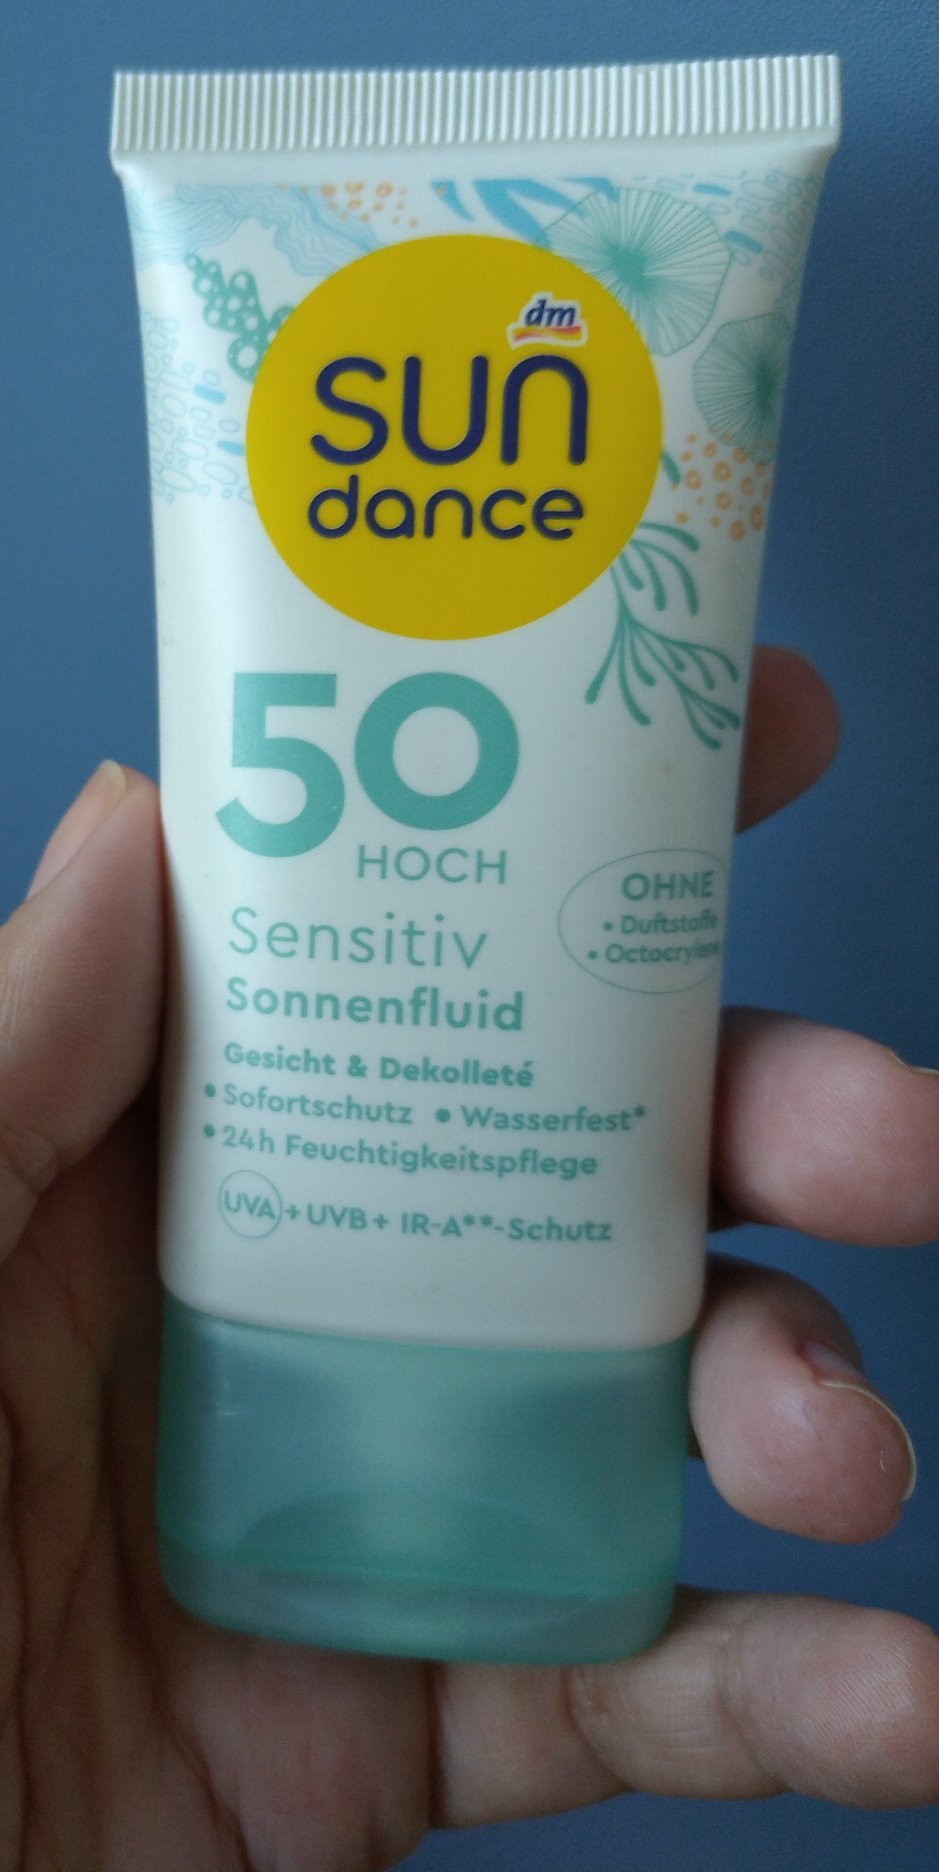 dm
sun
dance
50
HOCH
Sensitiv
Sonnenfluid
OHNE
• Duftstoffe
• Octocrylene
Gesicht & Dekolleté
• Sofortschutz • Wasserfest*
• 24h Feuchtigkeitspflege
UVA + UVB + IR-A**-Schutz